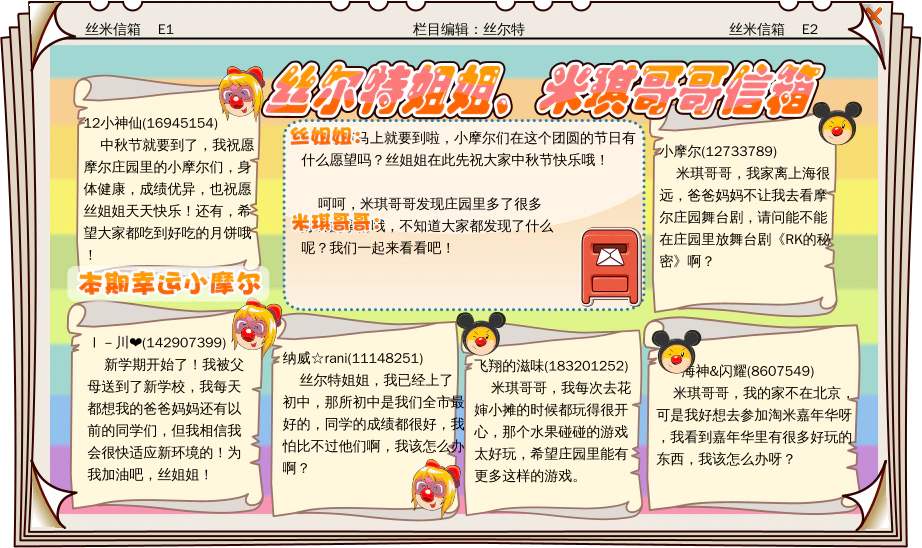 丝米信箱 E1
栏目编辑：丝尔特
丝米信箱 E2
丝尔特姐姐、米琪哥哥信箱
12小神仙(16945154)
中秋节就要到了，我祝愿
摩尔庄园里的小摩尔们，身
体健康，成绩优异，也祝愿
丝姐姐天天快乐！还有，希
望大家都吃到好吃的月饼哦
！
本期幸运小摩尔
丝姐姐：
马上就要到啦，小摩尔们在这个团圆的节日有
什么愿望吗？丝姐姐在此先祝大家中秋节快乐哦！
呵呵，米琪哥哥发现庄园里多了很多
米琪哥哥：
哦，不知道大家都发现了什么
呢？我们一起来看看吧！
小摩尔(12733789)
米琪哥哥，我家离上海很
远，爸爸妈妈不让我去看摩
尔庄园舞台剧，请问能不能
在庄园里放舞台剧《RK的秘
密》啊？
丨－川❤(142907399)
新学期开始了！我被父
母送到了新学校，我每天
都想我的爸爸妈妈还有以
前的同学们，但我相信我
会很快适应新环境的！为
我加油吧，丝姐姐！
纳威☆rani(11148251)
丝尔特姐姐，我已经上了
初中，那所初中是我们全市最
好的，同学的成绩都很好，我
怕比不过他们啊，我该怎么办
啊？
飞翔的滋味(183201252)
米琪哥哥，我每次去花
婶小摊的时候都玩得很开
心，那个水果碰碰的游戏
太好玩，希望庄园里能有
更多这样的游戏。
海神&闪耀(8607549)
米琪哥哥，我的家不在北京
可是我好想去参加淘米嘉年华呀
，我看到嘉年华里有很多好玩的
东西，我该怎么办呀？